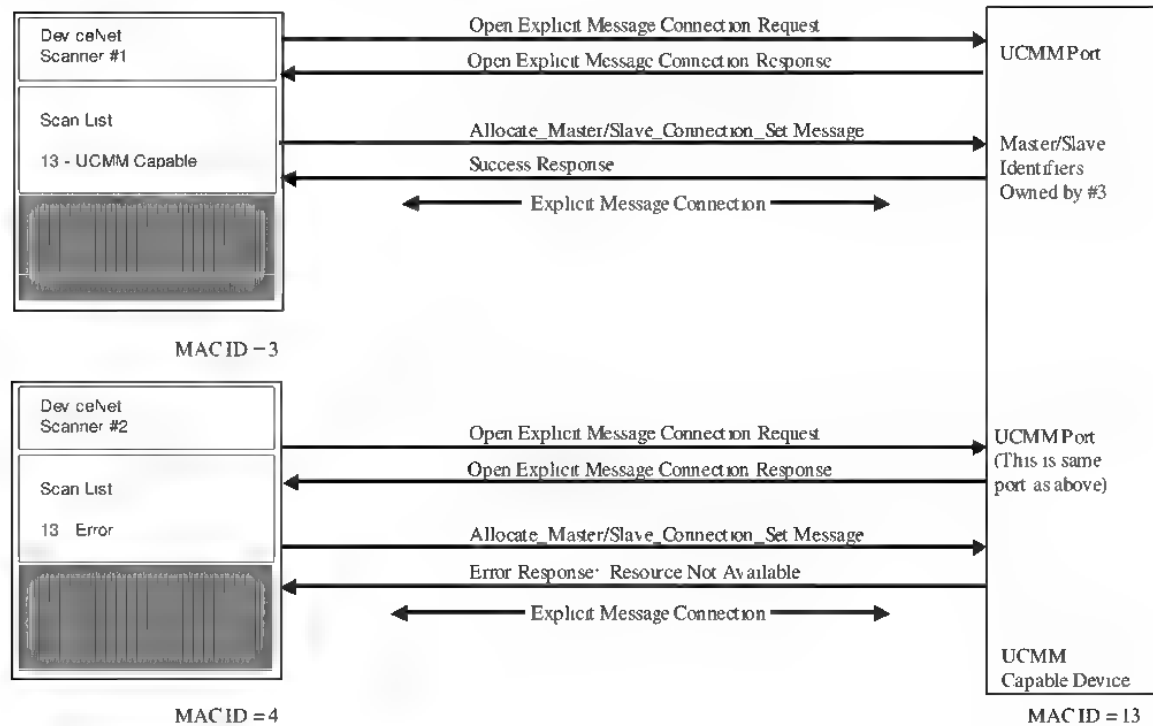 Dev ceNet
Scanner #1
Scan List
13 - UCMM Capable
MAC ID - 3
Open Explicit Message Connection Request
Open Explicit Message Connection Response
Allocate_Master/Slave_Connection_Set Message
Success Response
Explicit Message Connection
UCMM Port
Master/Slave
Identifiers
Owned by #3
Dev ceNet
Scanner #2
Scan List
13 Error
MAC ID = 4
Open Explicit Message Connection Request
Open Explicit Message Connection Response
Allocate_Master/Slave_Connection_Set Message
Error Response: Resource Not Available
Explicit Message Connection
UCMM Port
(This is same
port as above)
UCMM
Capable Device
MAC ID = 13